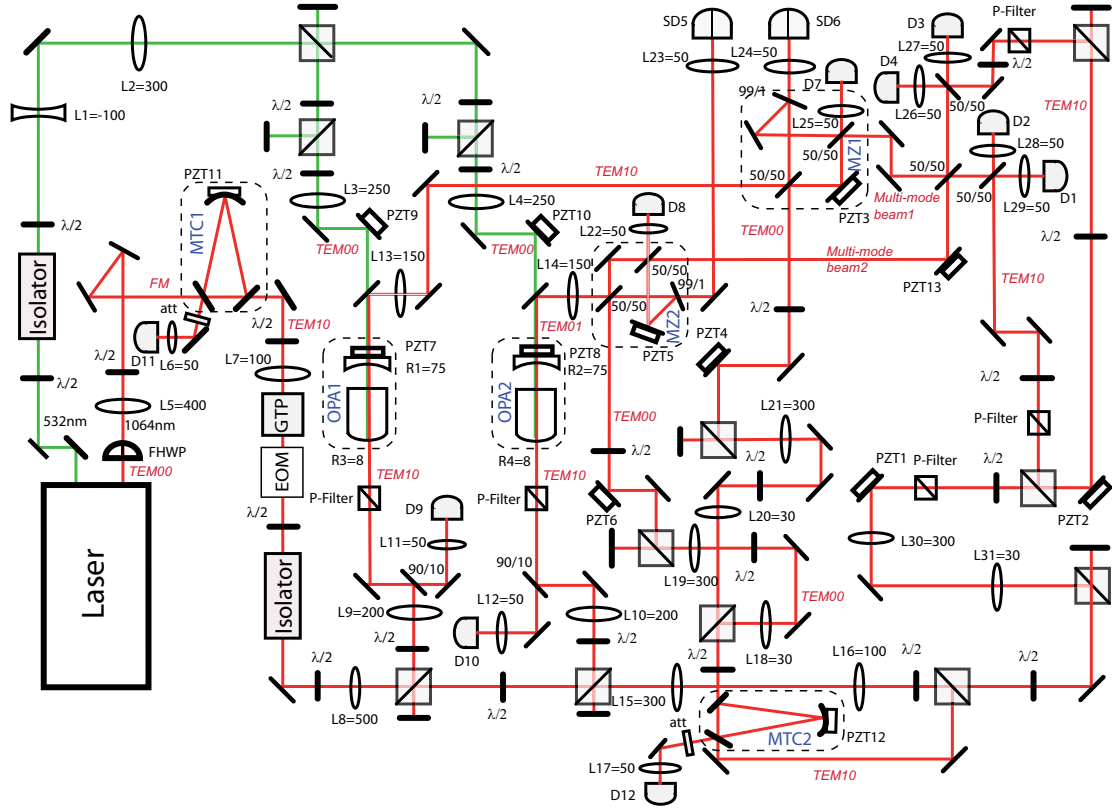 SD5
SD6
D3
P-Filter
L23=50
L24=50
L27=50
D4
λ/2
L2=300
D7
λ/2
λ/2
99/1
L26=50
50/50
TEM10
L1=-100
L25=50
D2
MZ1
L28=50
λ/2
λ/2
PZT11
50/50
50/50
50/50
D1
L3=250
PZT9
TEM10
L29=50
L4=250
PZT10
D8
PZT3
Multi-mode
beam1
λ/2
MTC1
L22=50
TEM00
TEM00
TEM00
L13=150
L14=150
50/50
Multi-mode
beam2
Isolator
FM
99/1
PZT13
TEM10
att
50/50
MZ2
λ/2
λ/2
TEM10
TEM01
PZT5
PZT4
D11
L6=50
L7=100
PZT7
R1=75
PZT8
R2=75
λ/2
λ/2
λ/2
OPA1
OPA2
L5=400
GTP
TEM00
L21=300
P-Filter
532nm
1064nm
FHWP
R3=8
R4=8
λ/2
λ/2
TEM00
EOM
TEM10
TEM10
PZT1
P-Filter
λ/2
P-Filter
P-Filter
PZT6
L20=30
PZT2
λ/2
D9
L30=300
L11=50
L19=300
λ/2
L31=30
Laser
Isolator
90/10
90/10
L9=200
L12=50
L10=200
TEM00
λ/2
λ/2
L18=30
L16=100
λ/2
D10
λ/2
λ/2
λ/2
L8=500
λ/2
L15=300
att
MTC2
PZT12
L17=50
TEM10
D12